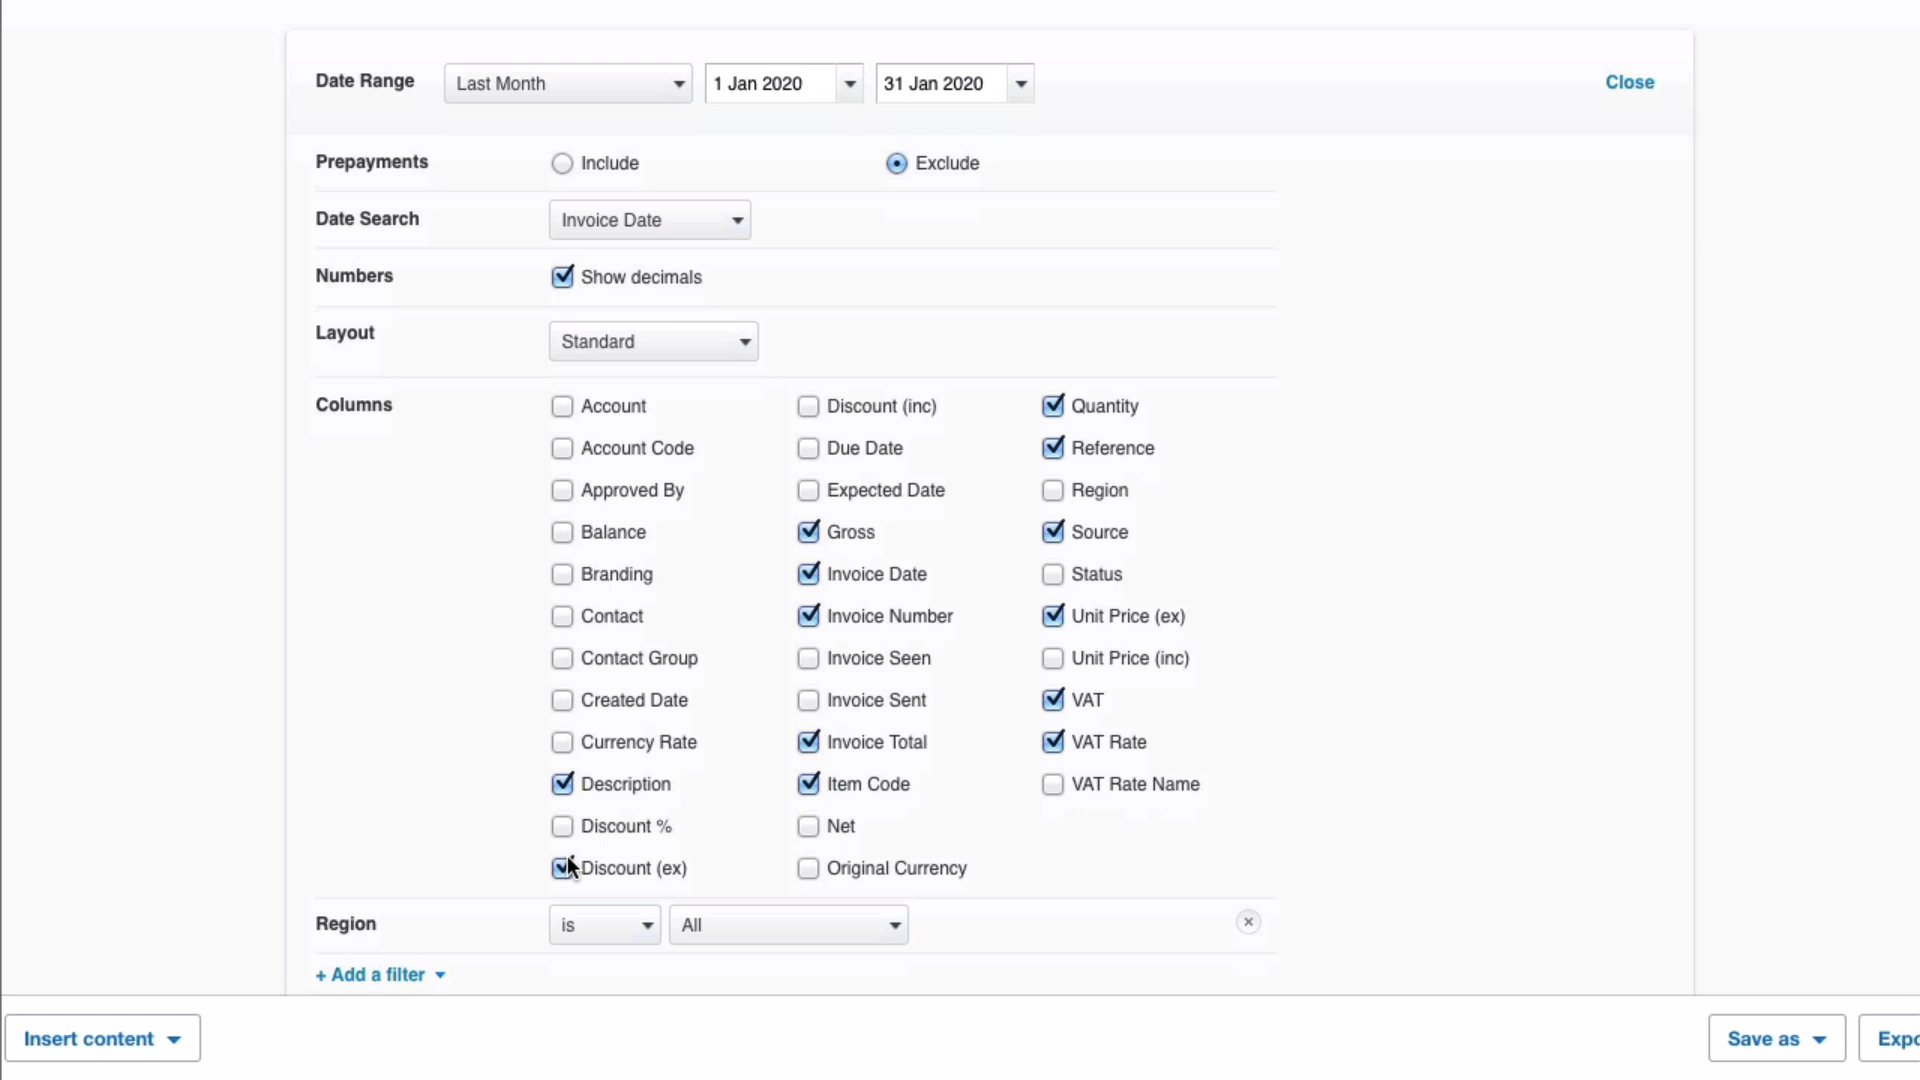 Date Range Last Month 1 Jan 2020 31 Jan 2020 Close
Prepayments Include Exclude
Date Search Invoice Date
Numbers Show decimals
Layout Standard
Columns Account Discount (inc) Quantity
Account Code Due Date Reference
Approved By Expected Date Region
Balance Gross Source
Branding Invoice Date Status
Contact Invoice Number Unit Price (ex)
Contact Group Invoice Seen Unit Price (inc)
Created Date Invoice Sent VAT
Currency Rate Invoice Total VAT Rate
Description Item Code VAT Rate Name
Discount % Net
Discount (ex) Original Currency
Region is All
+ Add a filter
Insert content Save as Expo